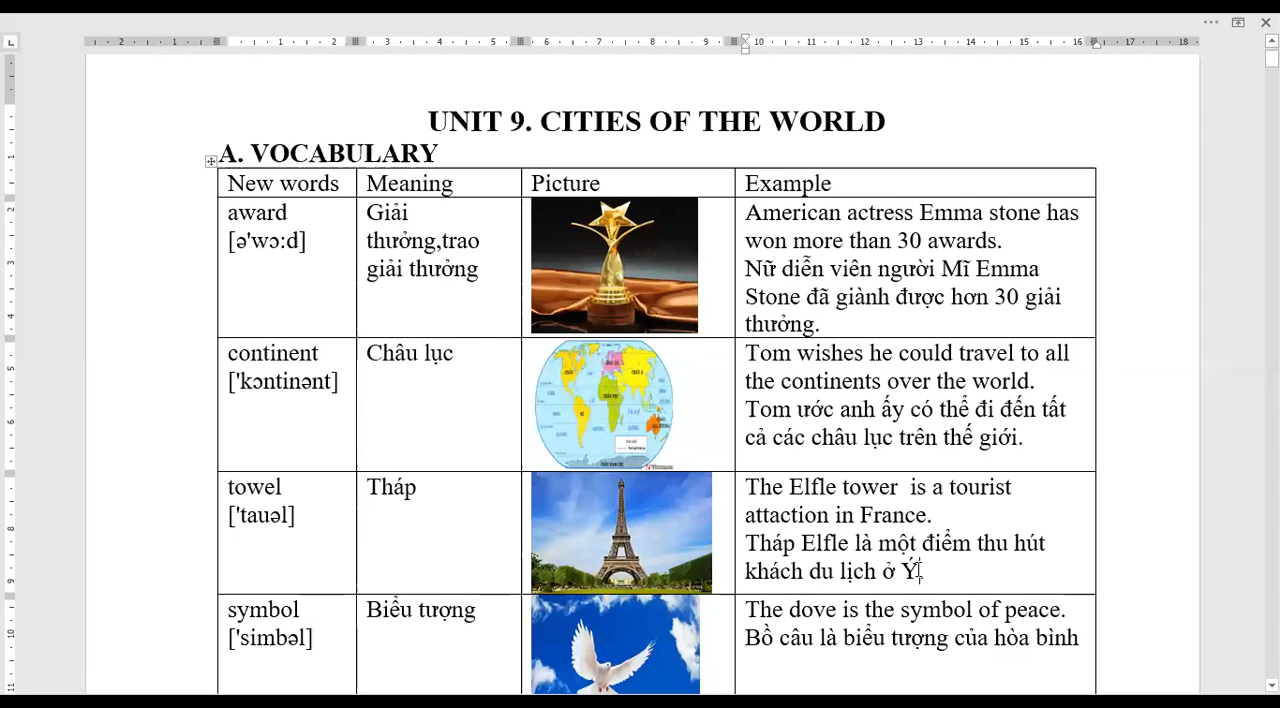 UNIT 9. CITIES OF THE WORLD
A. VOCABULARY
New words
Meaning
Picture
Example
award
[ə'wɔ:d]
Giải
thưởng,trao
giải thưởng
American actress Emma stone has
won more than 30 awards.
Nữ diễn viên người Mĩ Emma
Stone đã giành được hơn 30 giải
thưởng.
continent
['kɔntinənt]
Châu lục
Tom wishes he could travel to all
the continents over the world.
Tom ước anh ấy có thể đi đến tất
cả các châu lục trên thế giới.
towel
['tauəl]
Tháp
The Elfle tower is a tourist
attaction in France.
Tháp Elfle là một điểm thu hút
khách du lịch ở Ý.
symbol
['simbəl]
Biểu tượng
The dove is the symbol of peace.
Bồ câu là biểu tượng của hòa bình